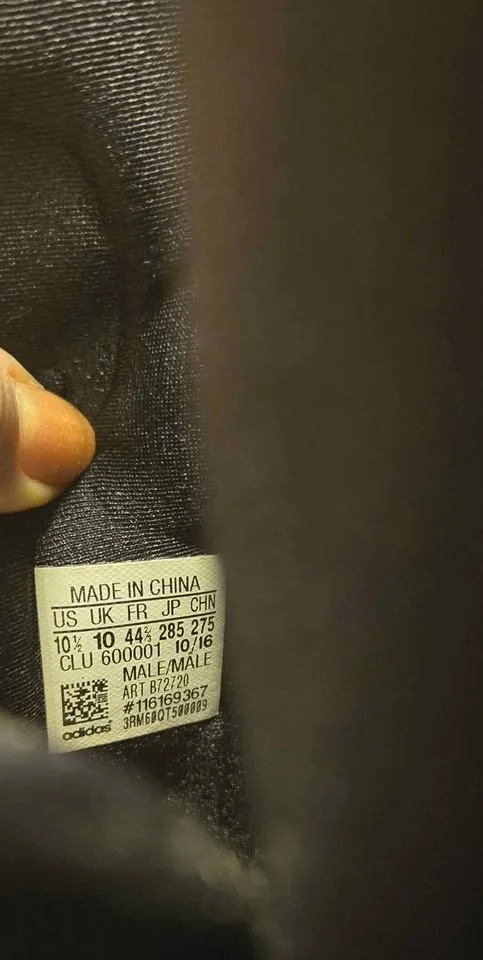 MADE IN CHINA
US UK FR JP CHN
10½ 10 44⅔ 285 275
CLU 600001 10/16
MALE/MÂLE
ART B72720
#116169367
3RM60QT500009
adidas